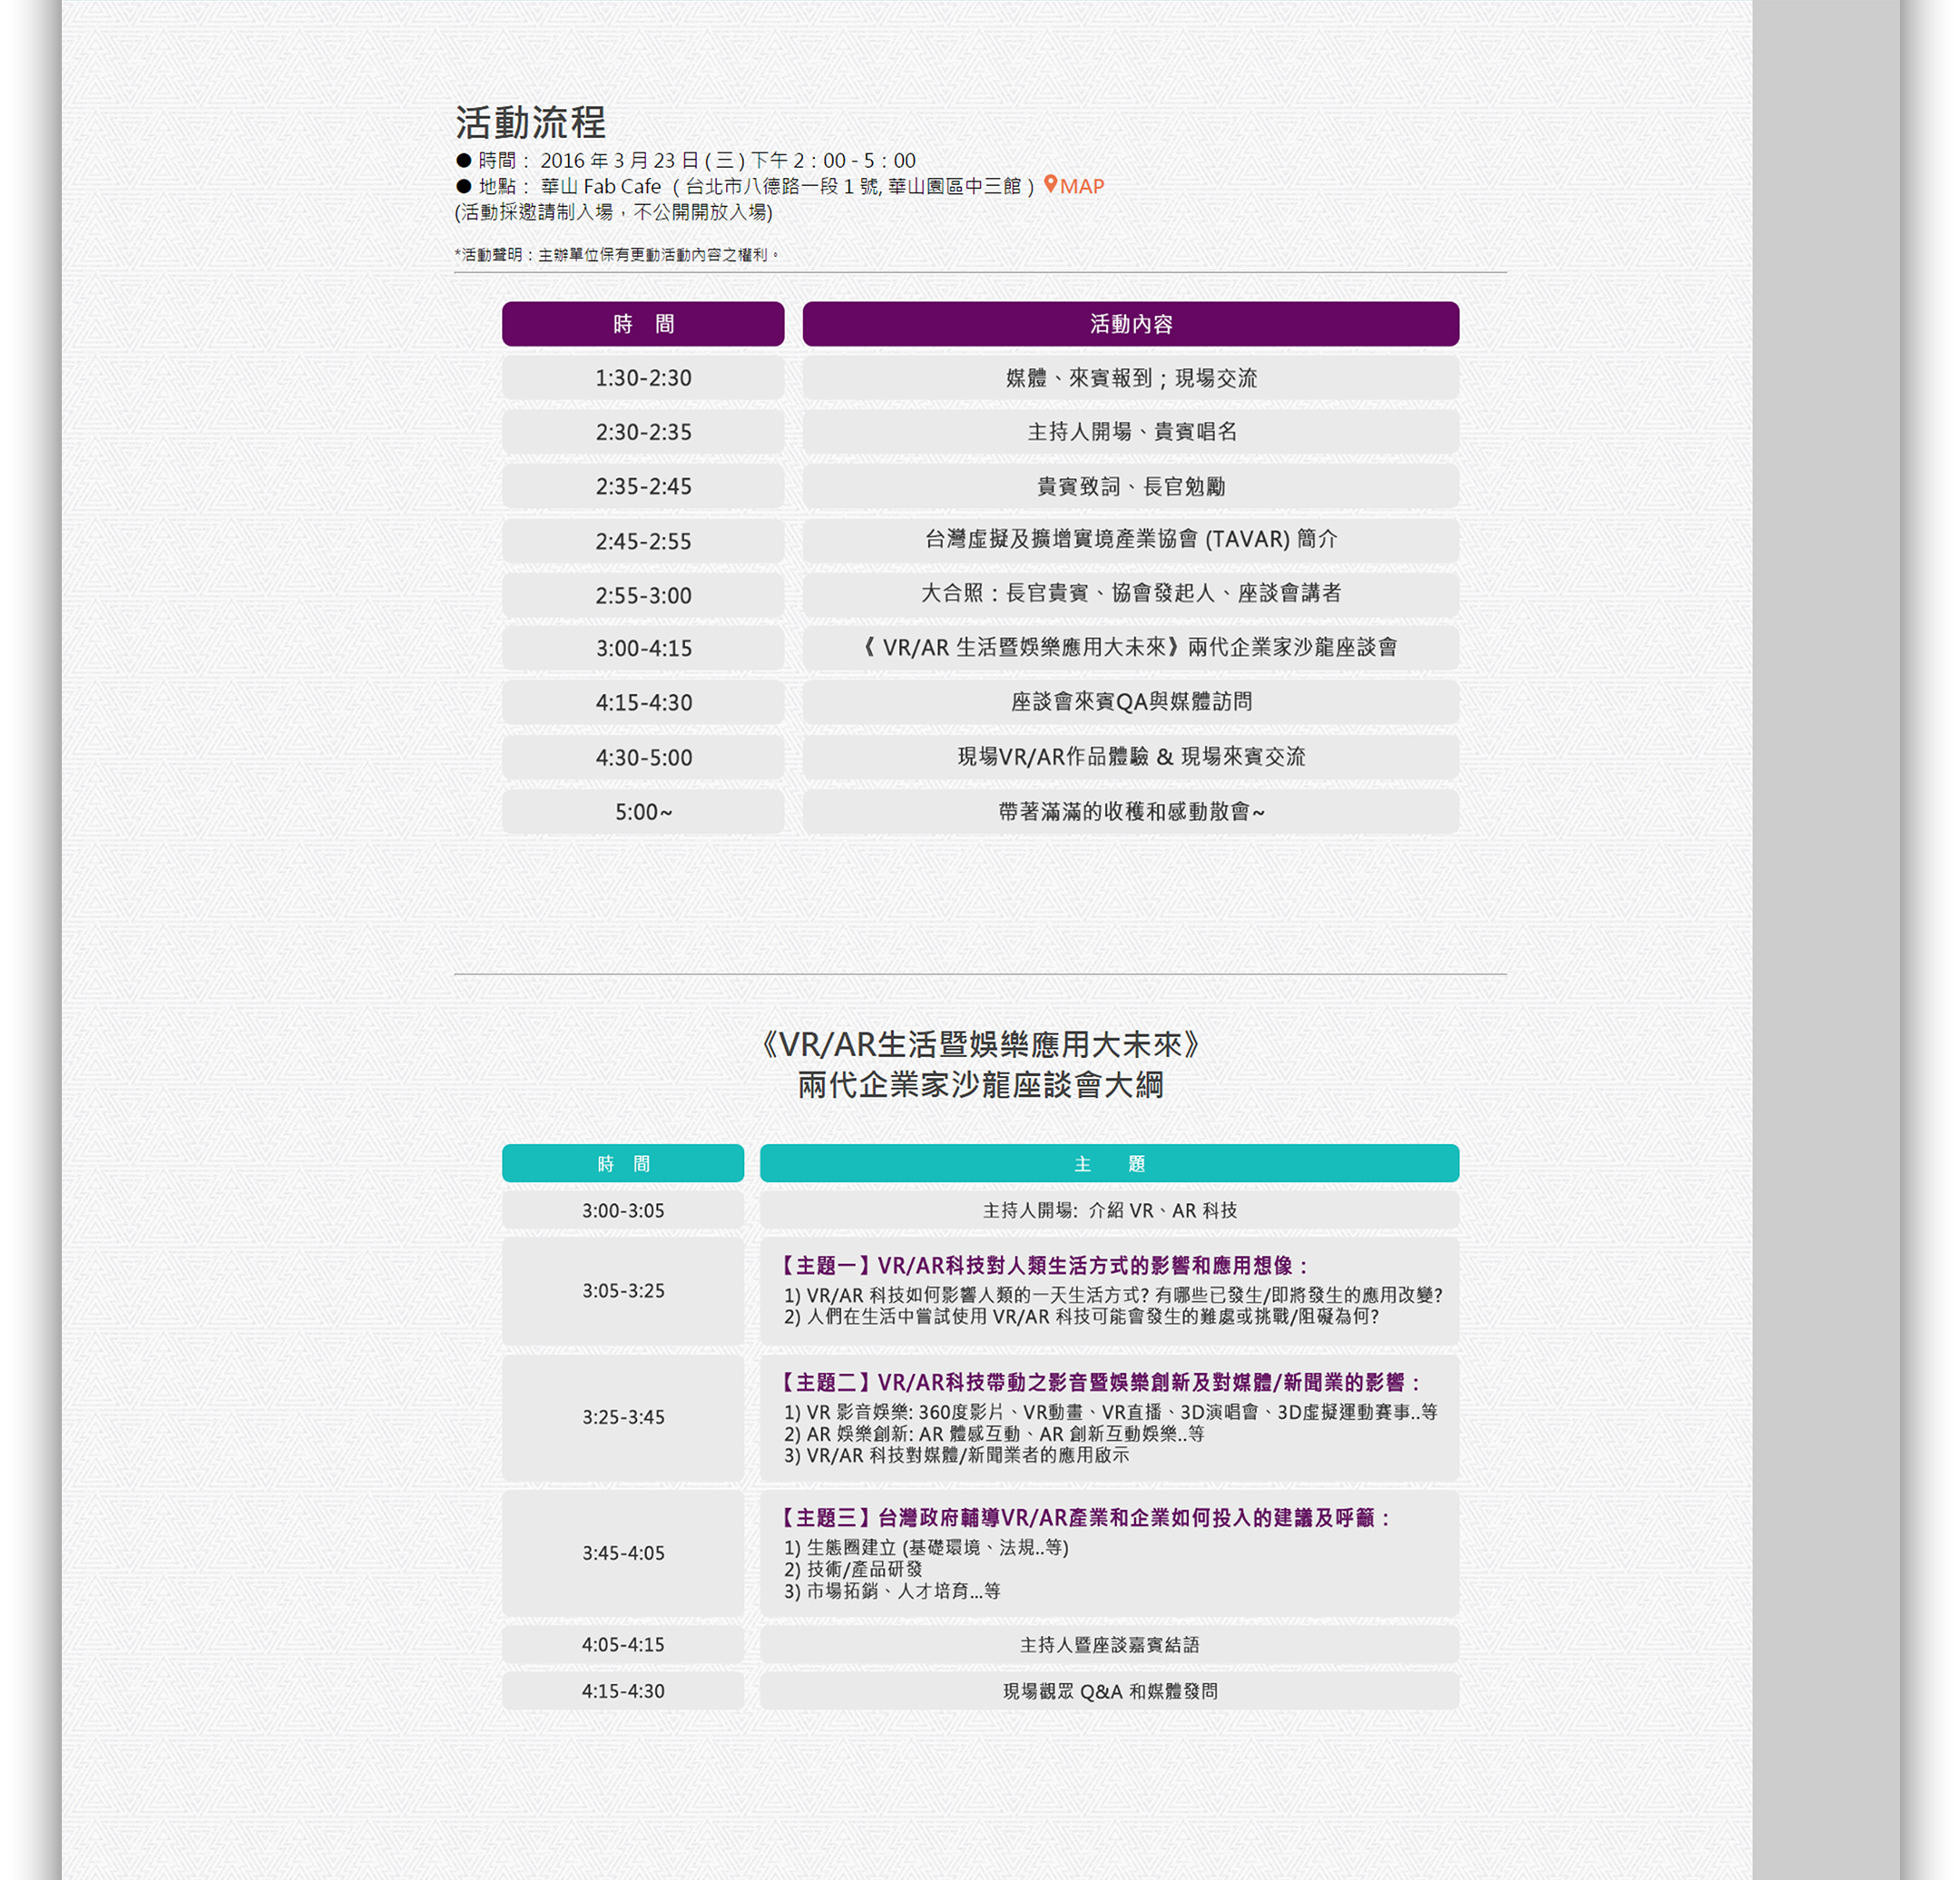 活動流程
● 時間： 2016 年 3 月 23 日 ( 三 ) 下午 2：00 - 5：00
● 地點： 華山 Fab Cafe ( 台北市八德路一段 1 號, 華山園區中三館 ) MAP
(活動採邀請制入場，不公開開放入場)
*活動聲明：主辦單位保有更動活動內容之權利。
時 間 活動內容
1:30-2:30 媒體、來賓報到；現場交流
2:30-2:35 主持人開場、貴賓唱名
2:35-2:45 貴賓致詞、長官勉勵
2:45-2:55 台灣虛擬及擴增實境產業協會 (TAVAR) 簡介
2:55-3:00 大合照：長官貴賓、協會發起人、座談會講者
3:00-4:15 《 VR/AR 生活暨娛樂應用大未來》兩代企業家沙龍座談會
4:15-4:30 座談會來賓QA與媒體訪問
4:30-5:00 現場VR/AR作品體驗 & 現場來賓交流
5:00~ 帶著滿滿的收穫和感動散會~
《VR/AR生活暨娛樂應用大未來》
兩代企業家沙龍座談會大綱
時 間 主 題
3:00-3:05 主持人開場: 介紹 VR、AR 科技
3:05-3:25
【主題一】VR/AR科技對人類生活方式的影響和應用想像：
1) VR/AR 科技如何影響人類的一天生活方式? 有哪些已發生/即將發生的應用改變?
2) 人們在生活中嘗試使用 VR/AR 科技可能會發生的難處或挑戰/阻礙為何?
3:25-3:45
【主題二】VR/AR科技帶動之影音暨娛樂創新及對媒體/新聞業的影響：
1) VR 影音娛樂: 360度影片、VR動畫、VR直播、3D演唱會、3D虛擬運動賽事..等
2) AR 娛樂創新: AR 體感互動、AR 創新互動娛樂..等
3) VR/AR 科技對媒體/新聞業者的應用啟示
3:45-4:05
【主題三】台灣政府輔導VR/AR產業和企業如何投入的建議及呼籲：
1) 生態圈建立 (基礎環境、法規..等)
2) 技術/產品研發
3) 市場拓銷、人才培育...等
4:05-4:15 主持人暨座談嘉賓結語
4:15-4:30 現場觀眾 Q&A 和媒體發問